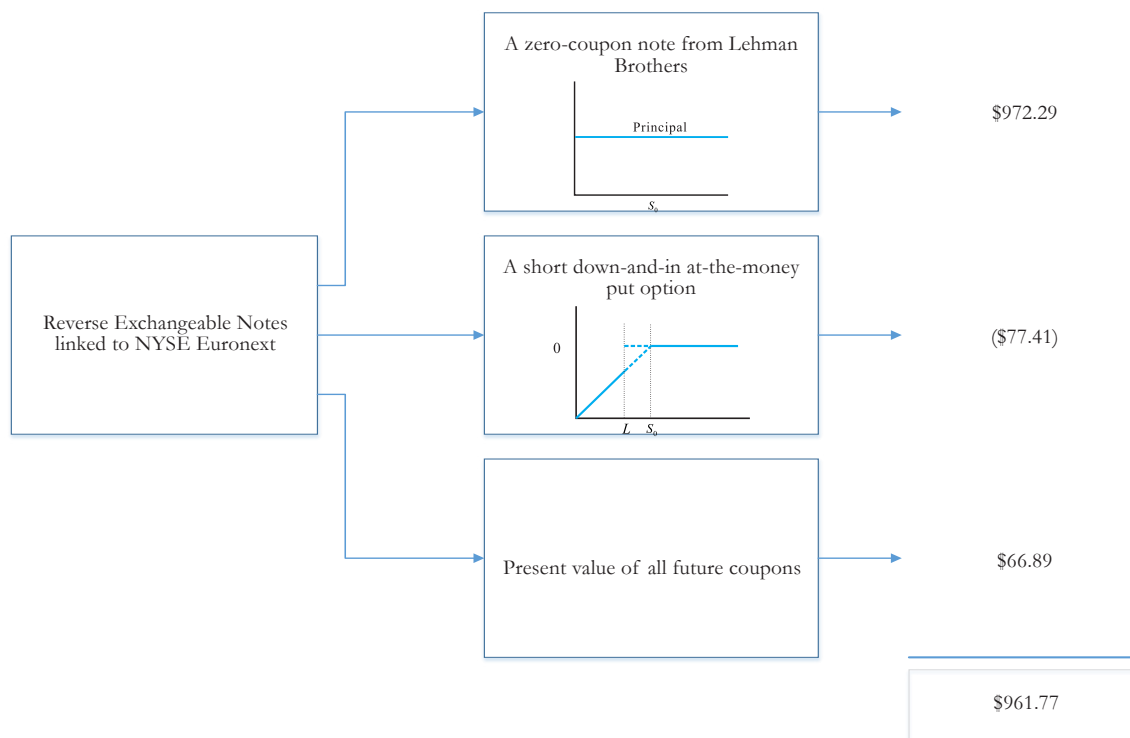 A zero-coupon note from Lehman
Brothers
Principal
S₀
$972.29
Reverse Exchangeable Notes
linked to NYSE Euronext
A short down-and-in at-the-money
put option
0
L S₀
($77.41)
Present value of all future coupons
$66.89
$961.77